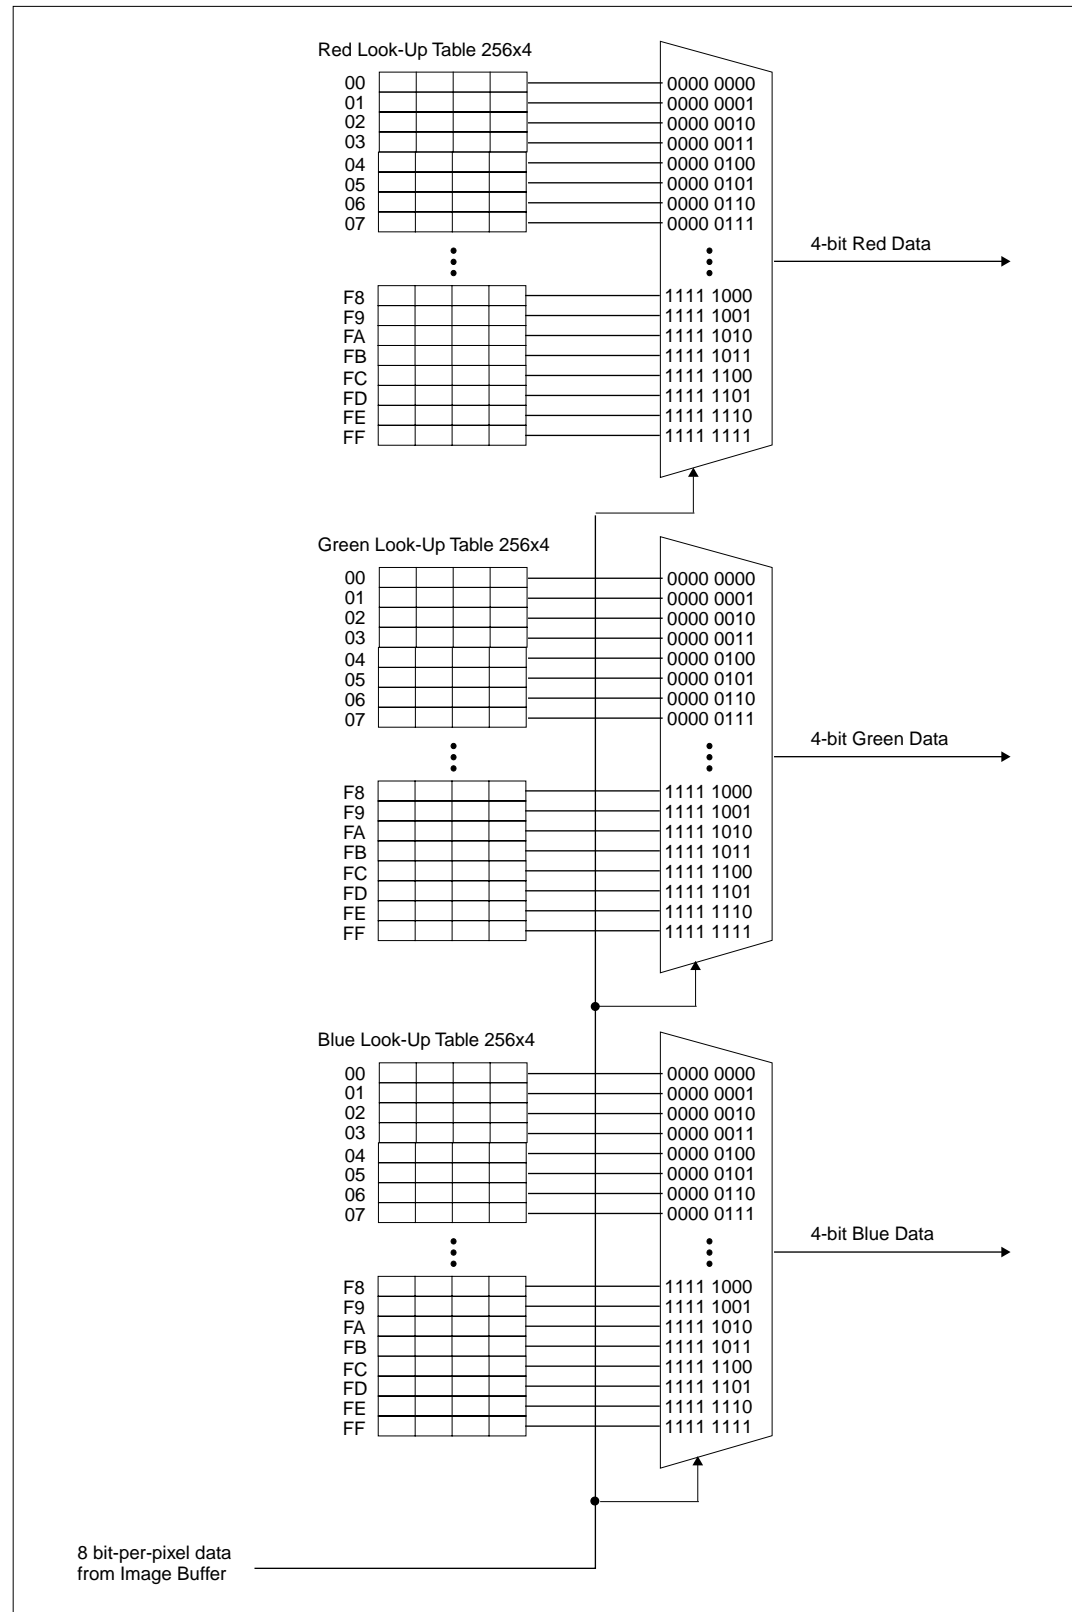 Red Look-Up Table 256x4
00 0000 0000
01 0000 0001
02 0000 0010
03 0000 0011
04 0000 0100
05 0000 0101
06 0000 0110
07 0000 0111
4-bit Red Data
F8 1111 1000
F9 1111 1001
FA 1111 1010
FB 1111 1011
FC 1111 1100
FD 1111 1101
FE 1111 1110
FF 1111 1111
Green Look-Up Table 256x4
00 0000 0000
01 0000 0001
02 0000 0010
03 0000 0011
04 0000 0100
05 0000 0101
06 0000 0110
07 0000 0111
4-bit Green Data
F8 1111 1000
F9 1111 1001
FA 1111 1010
FB 1111 1011
FC 1111 1100
FD 1111 1101
FE 1111 1110
FF 1111 1111
Blue Look-Up Table 256x4
00 0000 0000
01 0000 0001
02 0000 0010
03 0000 0011
04 0000 0100
05 0000 0101
06 0000 0110
07 0000 0111
4-bit Blue Data
F8 1111 1000
F9 1111 1001
FA 1111 1010
FB 1111 1011
FC 1111 1100
FD 1111 1101
FE 1111 1110
FF 1111 1111
8 bit-per-pixel data
from Image Buffer